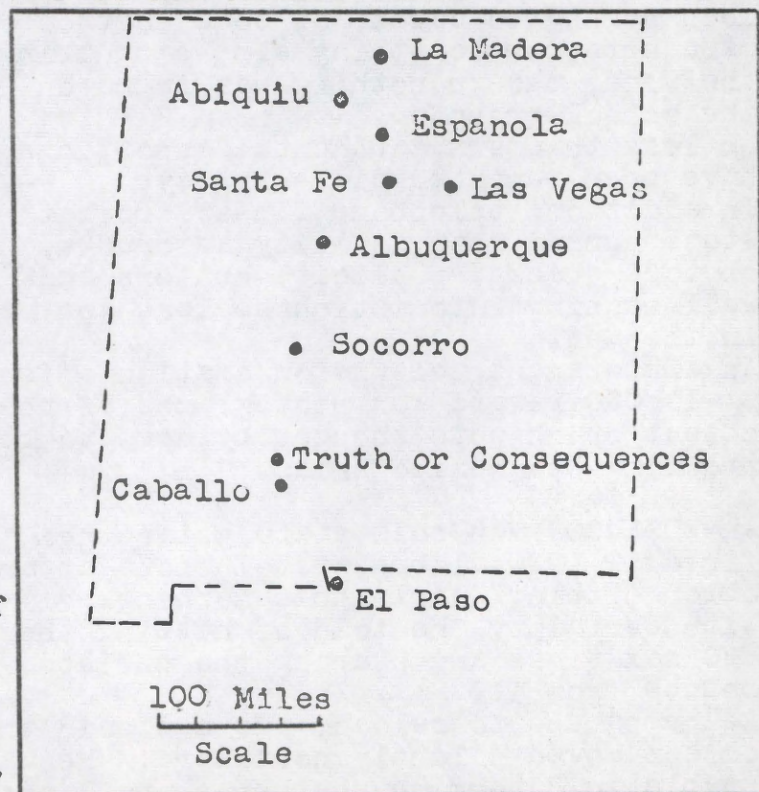 La Madera
Abiquiu
Espanola
Santa Fe
Las Vegas
Albuquerque
Socorro
Truth or Consequences
Caballo
El Paso
100 Miles
Scale